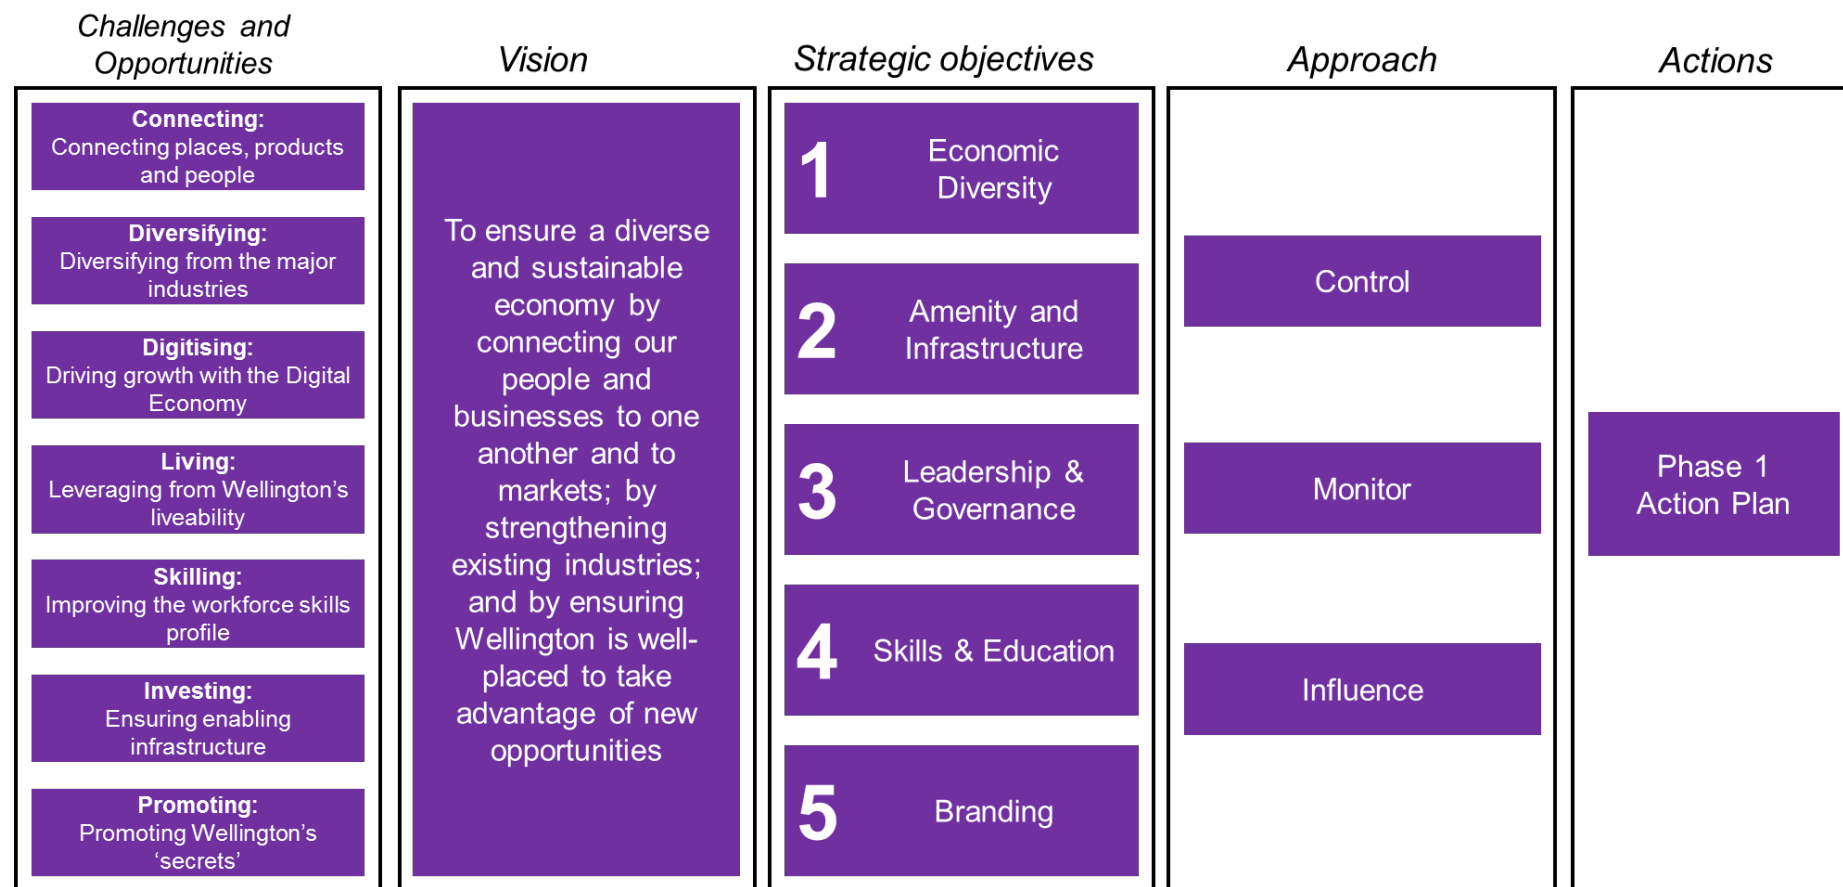 Challenges and
Opportunities
Connecting:
Connecting places, products
and people
Diversifying:
Diversifying from the major
industries
Digitising:
Driving growth with the Digital
Economy
Living:
Leveraging from Wellington’s
liveability
Skilling:
Improving the workforce skills
profile
Investing:
Ensuring enabling
infrastructure
Promoting:
Promoting Wellington’s
‘secrets’
Vision
To ensure a diverse
and sustainable
economy by
connecting our
people and
businesses to one
another and to
markets; by
strengthening
existing industries;
and by ensuring
Wellington is well-
placed to take
advantage of new
opportunities
Strategic objectives
1 Economic
Diversity
2 Amenity and
Infrastructure
3 Leadership &
Governance
4 Skills & Education
5 Branding
Approach
Control
Monitor
Influence
Actions
Phase 1
Action Plan